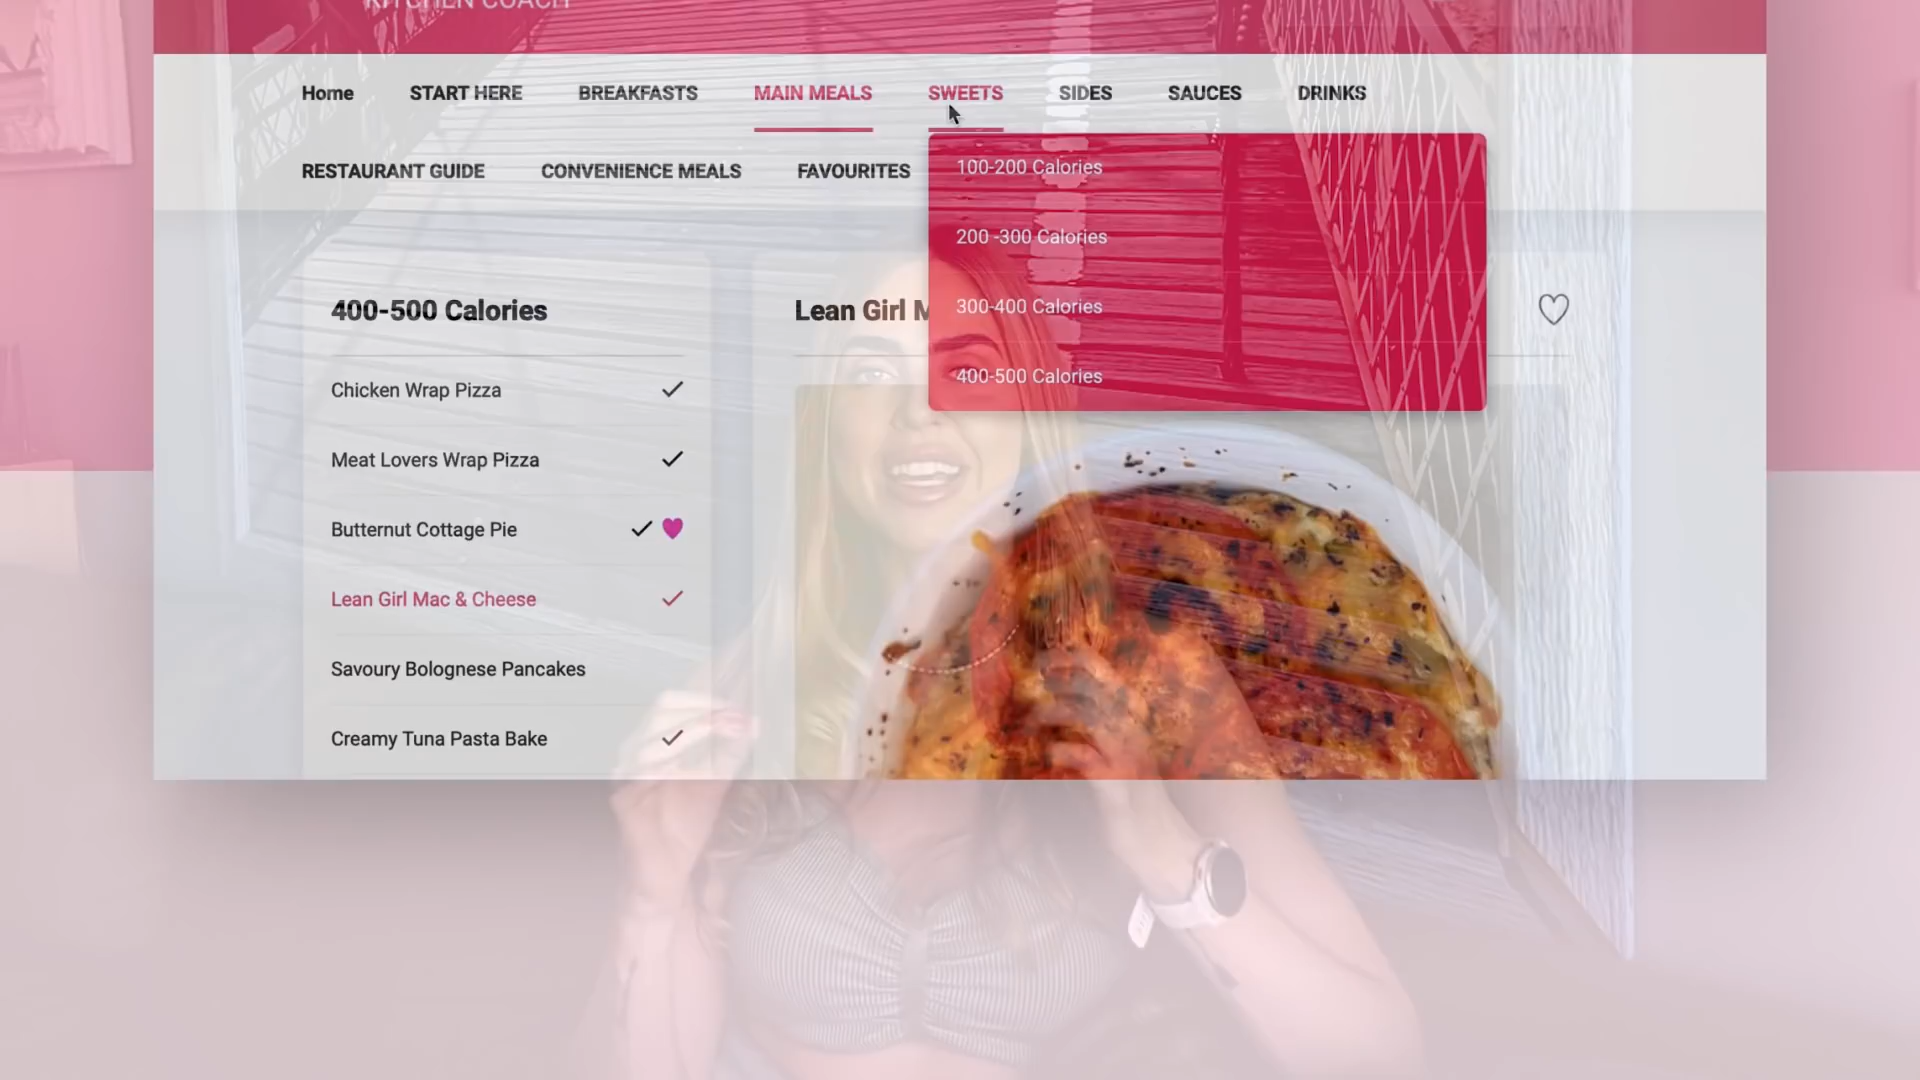 KITCHEN COACH
Home START HERE BREAKFASTS MAIN MEALS SWEETS SIDES SAUCES DRINKS
RESTAURANT GUIDE CONVENIENCE MEALS FAVOURITES
100-200 Calories
200 -300 Calories
300-400 Calories
400-500 Calories
400-500 Calories
Lean Girl M
Chicken Wrap Pizza
Meat Lovers Wrap Pizza
Butternut Cottage Pie
Lean Girl Mac & Cheese
Savoury Bolognese Pancakes
Creamy Tuna Pasta Bake